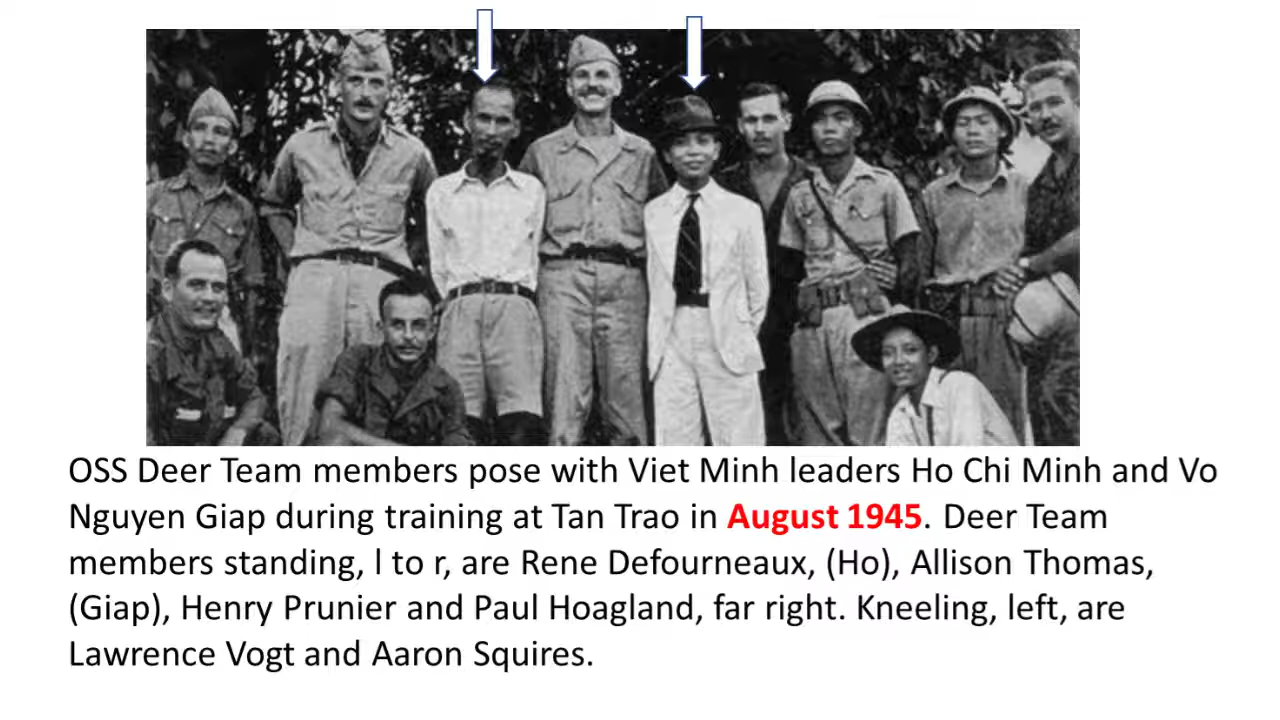 OSS Deer Team members pose with Viet Minh leaders Ho Chi Minh and Vo
Nguyen Giap during training at Tan Trao in August 1945. Deer Team
members standing, l to r, are Rene Defourneaux, (Ho), Allison Thomas,
(Giap), Henry Prunier and Paul Hoagland, far right. Kneeling, left, are
Lawrence Vogt and Aaron Squires.